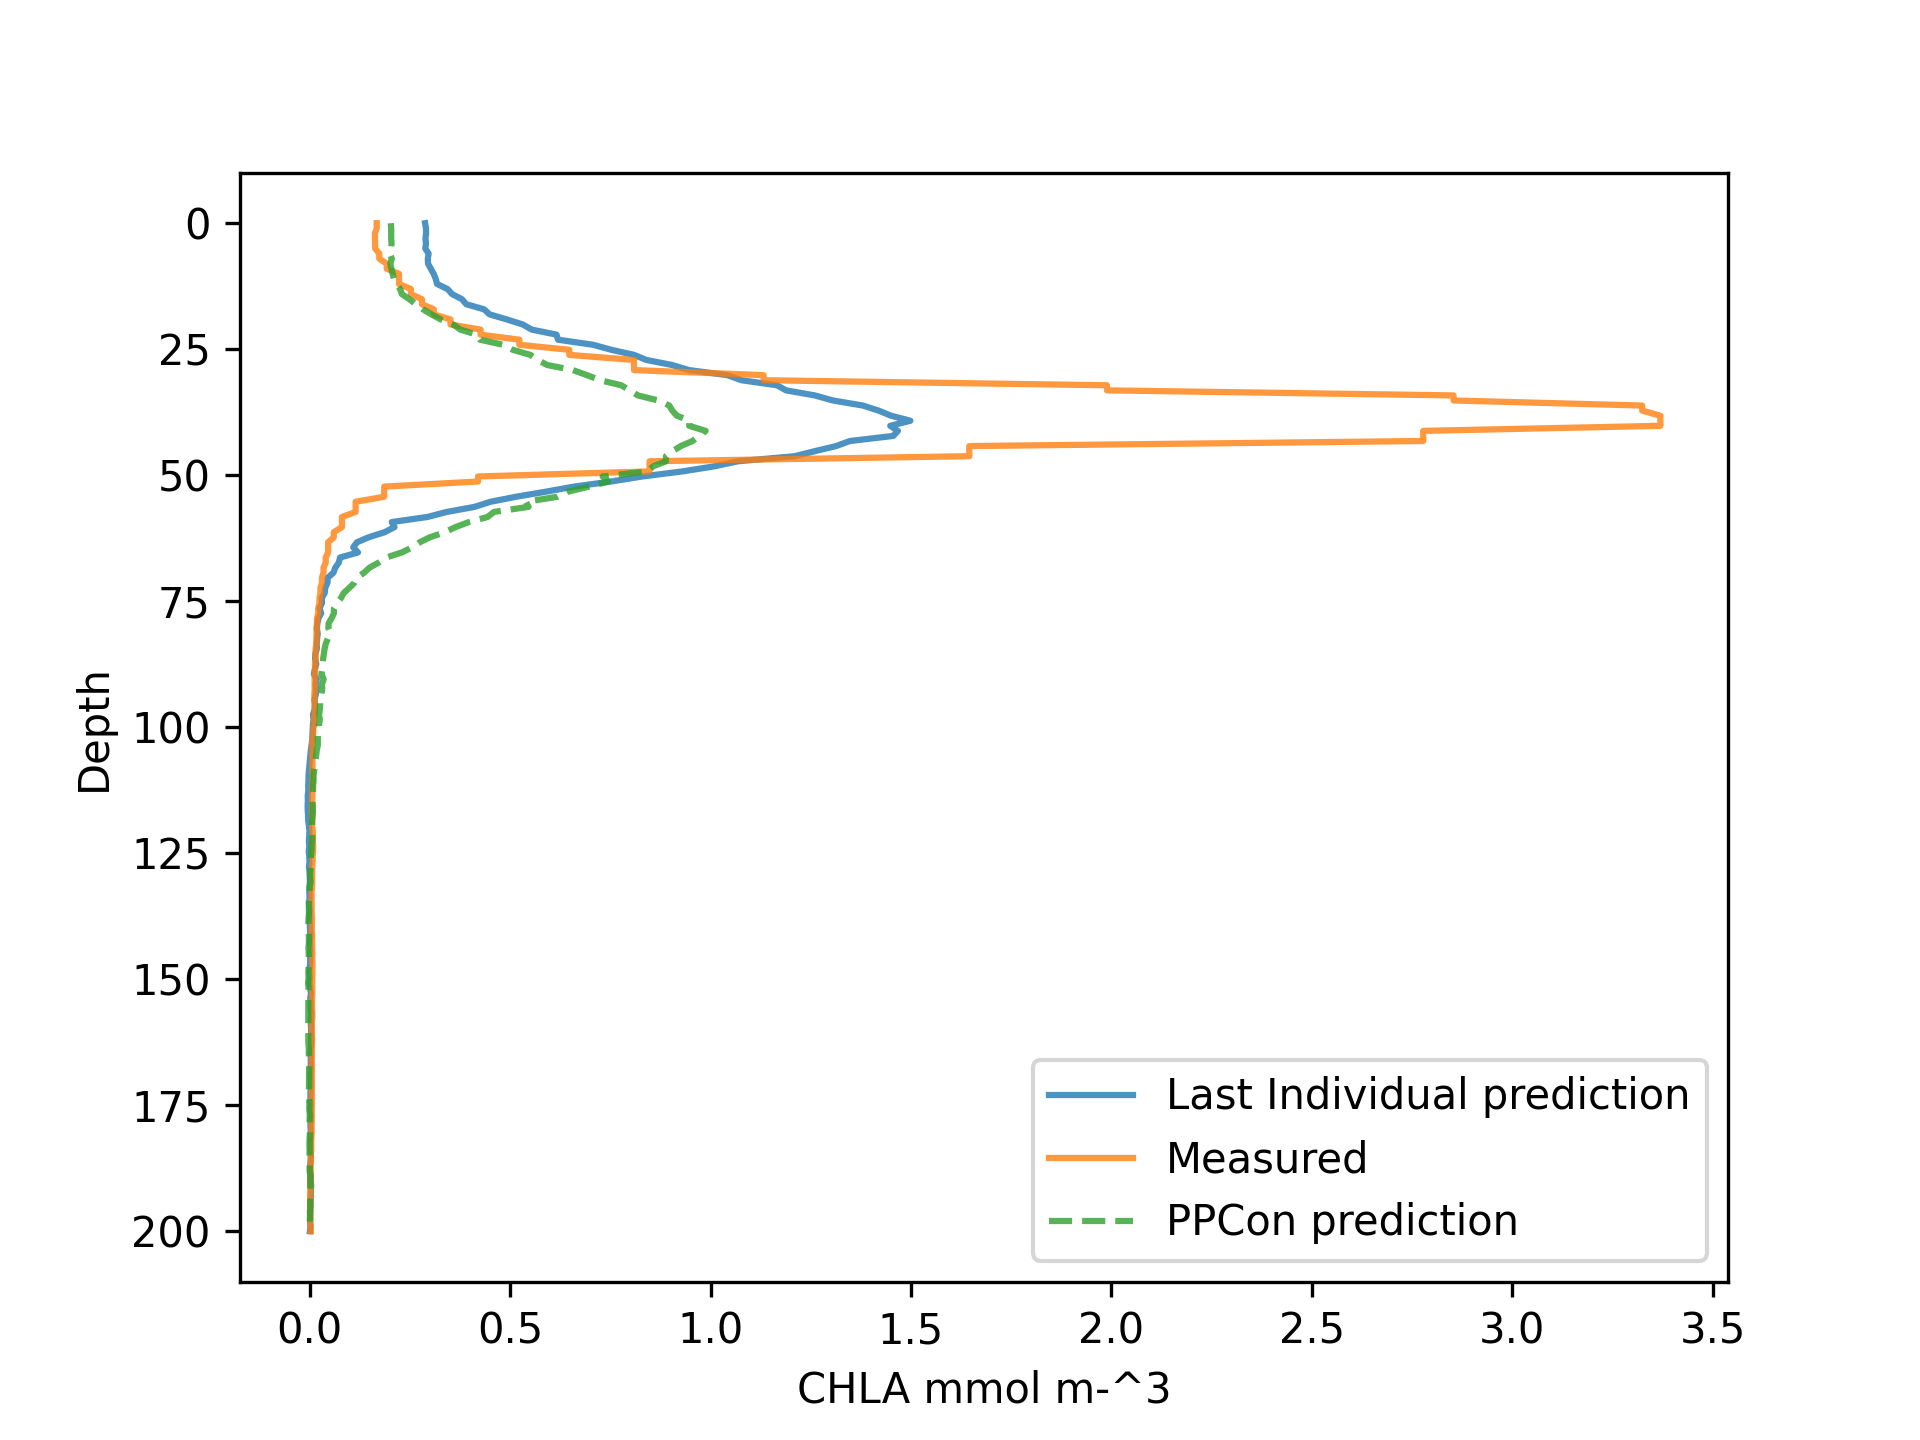 0
25
50
75
100
125
150
175
200
Depth
0.0 0.5 1.0 1.5 2.0 2.5 3.0 3.5
CHLA mmol m-^3
Last Individual prediction
Measured
PPCon prediction